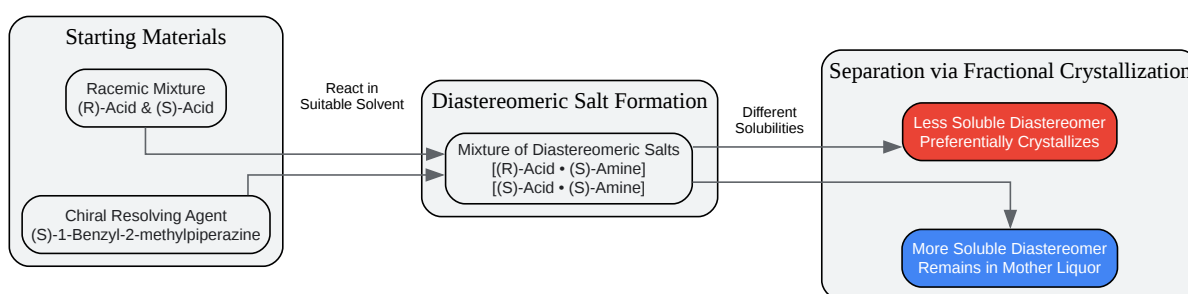 Starting Materials
Racemic Mixture
(R)-Acid & (S)-Acid
Chiral Resolving Agent
(S)-1-Benzyl-2-methylpiperazine
React in
Suitable Solvent
Diastereomeric Salt Formation
Mixture of Diastereomeric Salts
[(R)-Acid • (S)-Amine]
[(S)-Acid • (S)-Amine]
Different
Solubilities
Separation via Fractional Crystallization
Less Soluble Diastereomer
Preferentially Crystallizes
More Soluble Diastereomer
Remains in Mother Liquor